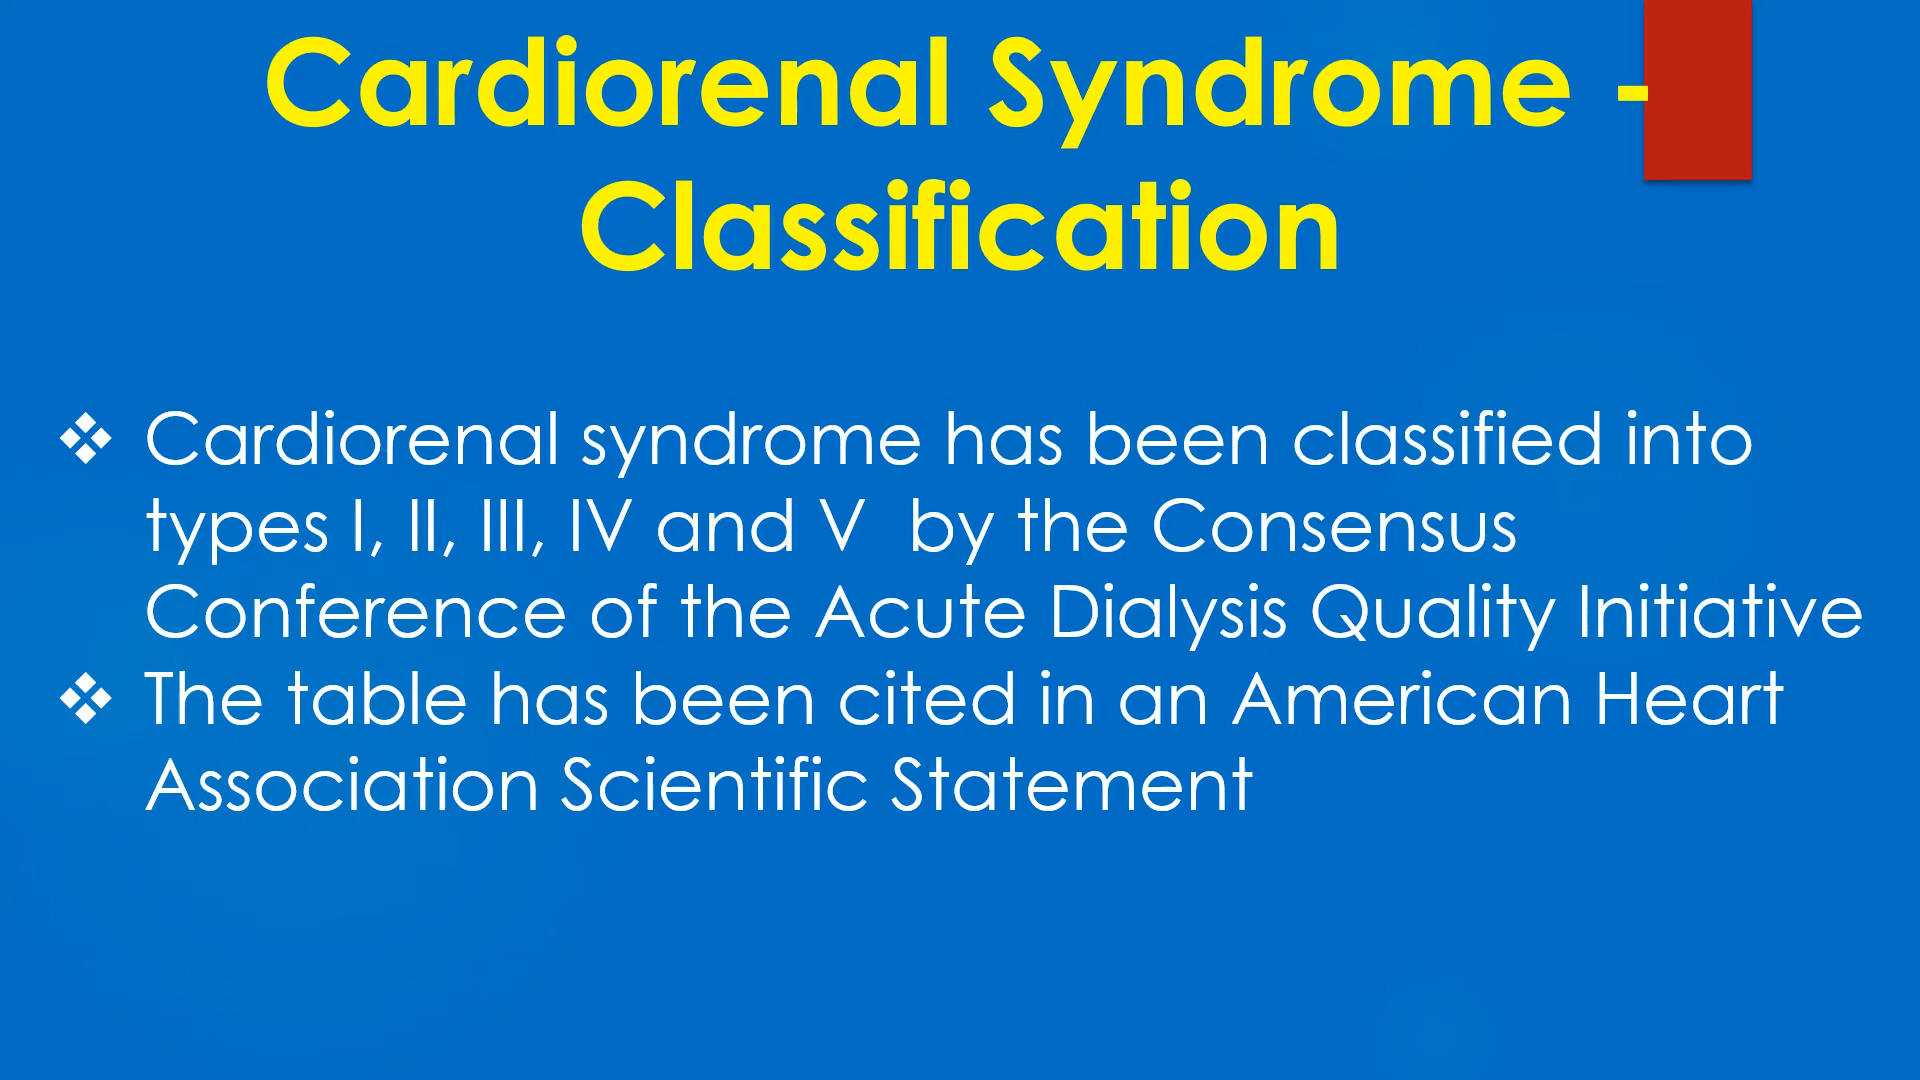 Cardiorenal Syndrome -
Classification
❖ Cardiorenal syndrome has been classified into
types I, II, III, IV and V  by the Consensus
Conference of the Acute Dialysis Quality Initiative
❖ The table has been cited in an American Heart
Association Scientific Statement